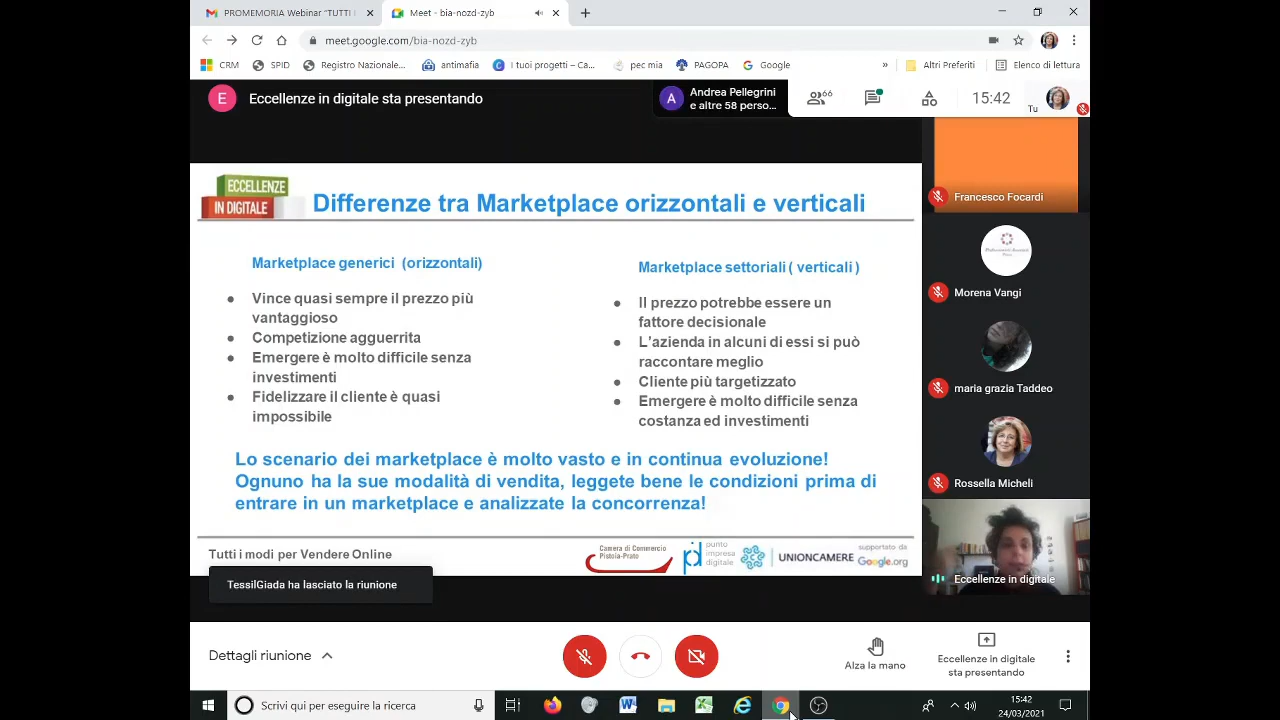 PROMEMORIA Webinar "TUTTI I
Meet - bia-nozd-zyb
meet.google.com/bia-nozd-zyb
CRM
SPID
Registro Nazionale...
antimafia
I tuoi progetti – Ca...
pec mia
PAGOPA
Google
»
Altri Preferiti
Elenco di lettura
E
Eccellenze in digitale sta presentando
A
Andrea Pellegrini
e altre 58 perso...
66
15:42
Tu
ECCELLENZE
IN DIGITALE
Differenze tra Marketplace orizzontali e verticali
Marketplace generici (orizzontali)
● Vince quasi sempre il prezzo più
vantaggioso
● Competizione agguerrita
● Emergere è molto difficile senza
investimenti
● Fidelizzare il cliente è quasi
impossibile
Marketplace settoriali ( verticali )
● Il prezzo potrebbe essere un
fattore decisionale
● L'azienda in alcuni di essi si può
raccontare meglio
● Cliente più targetizzato
● Emergere è molto difficile senza
costanza ed investimenti
Lo scenario dei marketplace è molto vasto e in continua evoluzione!
Ognuno ha la sue modalità di vendita, leggete bene le condizioni prima di
entrare in un marketplace e analizzate la concorrenza!
Tutti i modi per Vendere Online
Camera di Commercio
Pistoia-Prato
punto
impresa
digitale
UNIONCAMERE
supportato da
Google.org
TessilGiada ha lasciato la riunione
Francesco Focardi
Morena Vangi
maria grazia Taddeo
Rossella Micheli
Eccellenze in digitale
Dettagli riunione
Alza la mano
Eccellenze in digitale
sta presentando
Scrivi qui per eseguire la ricerca
15:42
24/03/2021